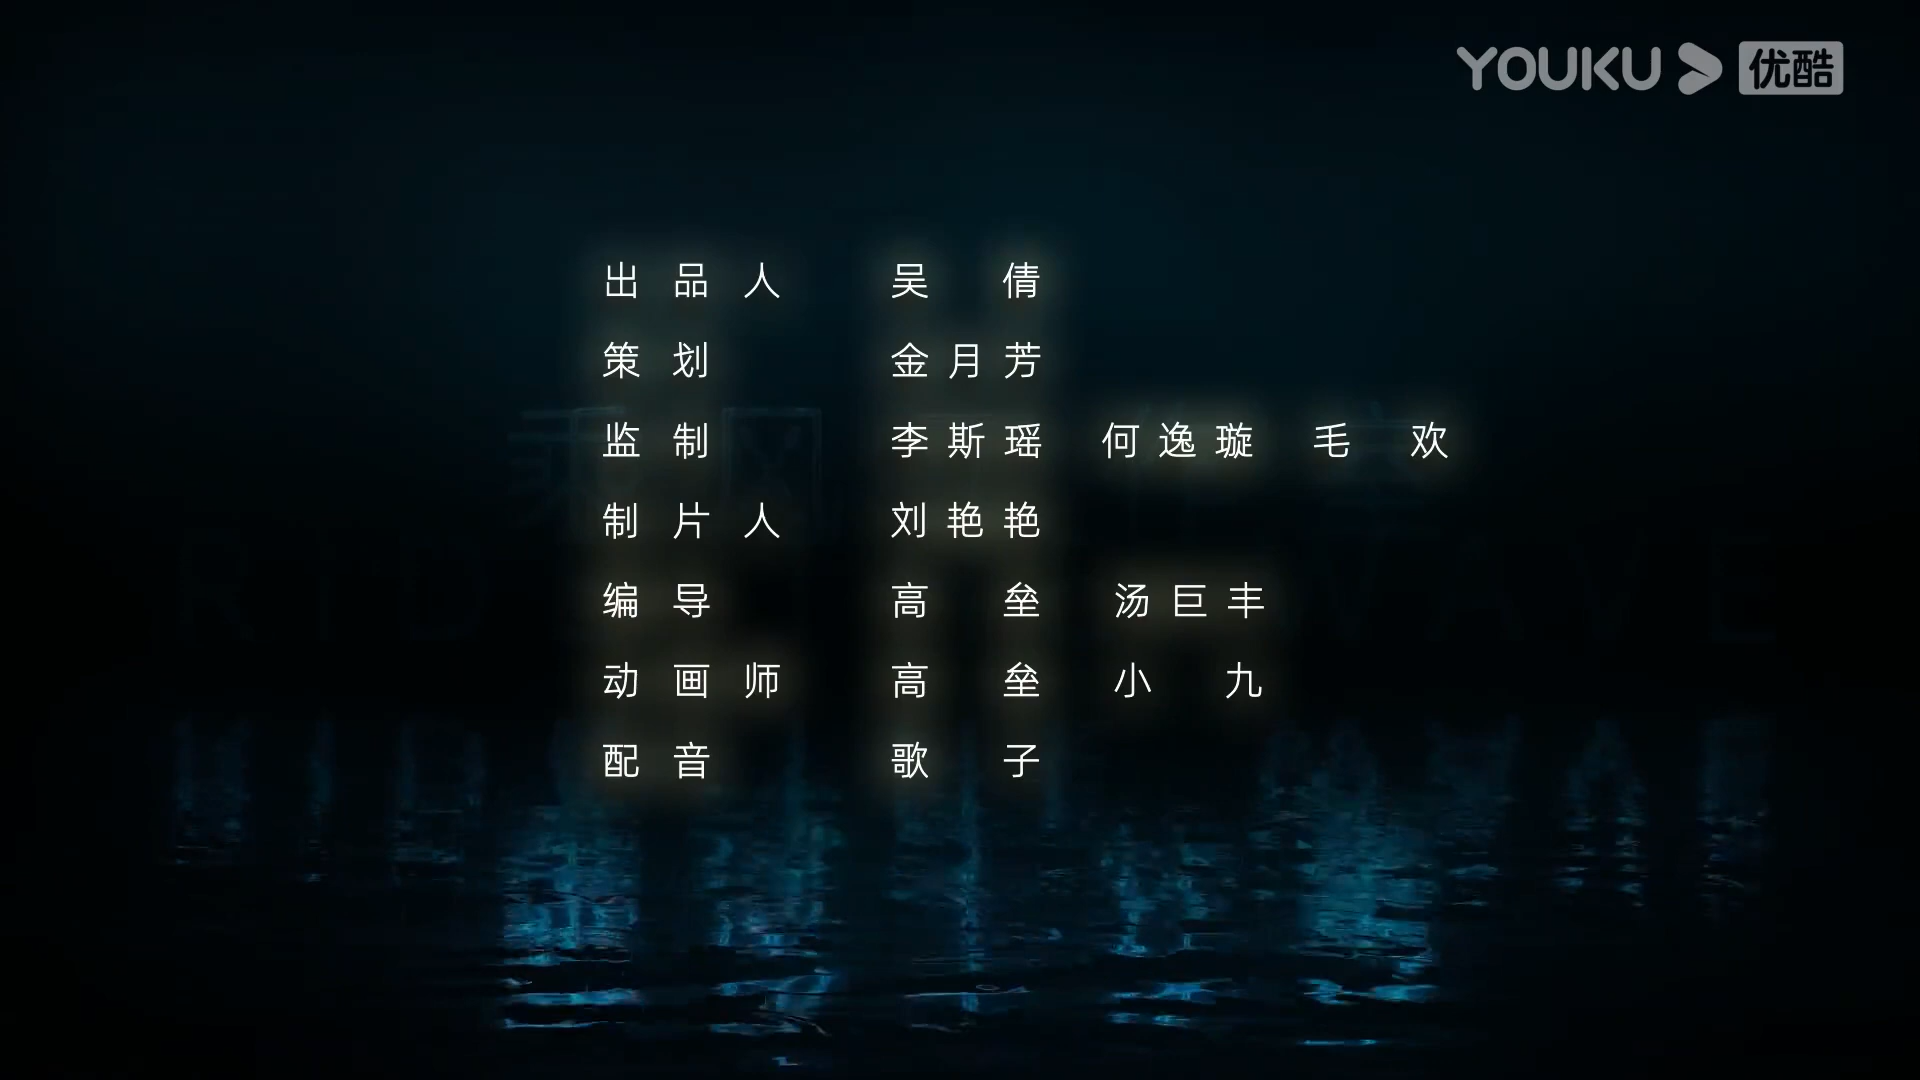 YOUKU 优酷
出品人 吴倩
策划 金月芳
监制 李斯瑶 何逸璇 毛欢
制片人 刘艳艳
编导 高垒 汤巨丰
动画师 高垒 小九
配音 歌子